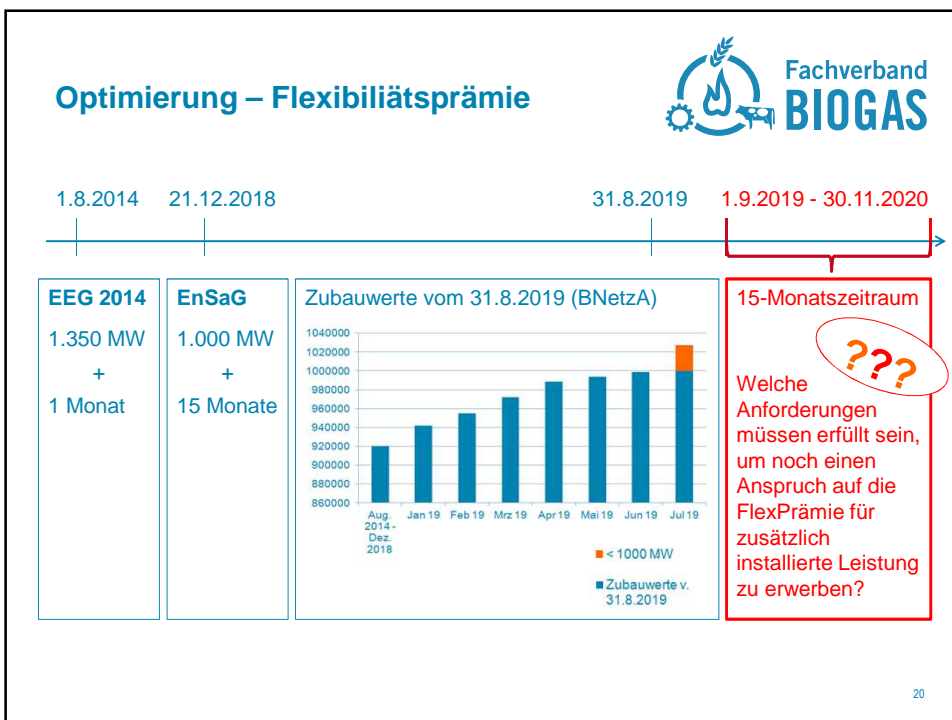 Optimierung – Flexibiliätsprämie
Fachverband
BIOGAS
1.8.2014
21.12.2018
31.8.2019
1.9.2019 - 30.11.2020
EEG 2014
1.350 MW
+
1 Monat
EnSaG
1.000 MW
+
15 Monate
Zubauwerte vom 31.8.2019 (BNetzA)
1040000
1020000
1000000
980000
960000
940000
920000
900000
880000
860000
Aug.
2014 -
Dez.
2018
Jan 19
Feb 19
Mrz 19
Apr 19
Mai 19
Jun 19
Jul 19
< 1000 MW
Zubauwerte v.
31.8.2019
15-Monatszeitraum
???
Welche
Anforderungen
müssen erfüllt sein,
um noch einen
Anspruch auf die
FlexPrämie für
zusätzlich
installierte Leistung
zu erwerben?
20